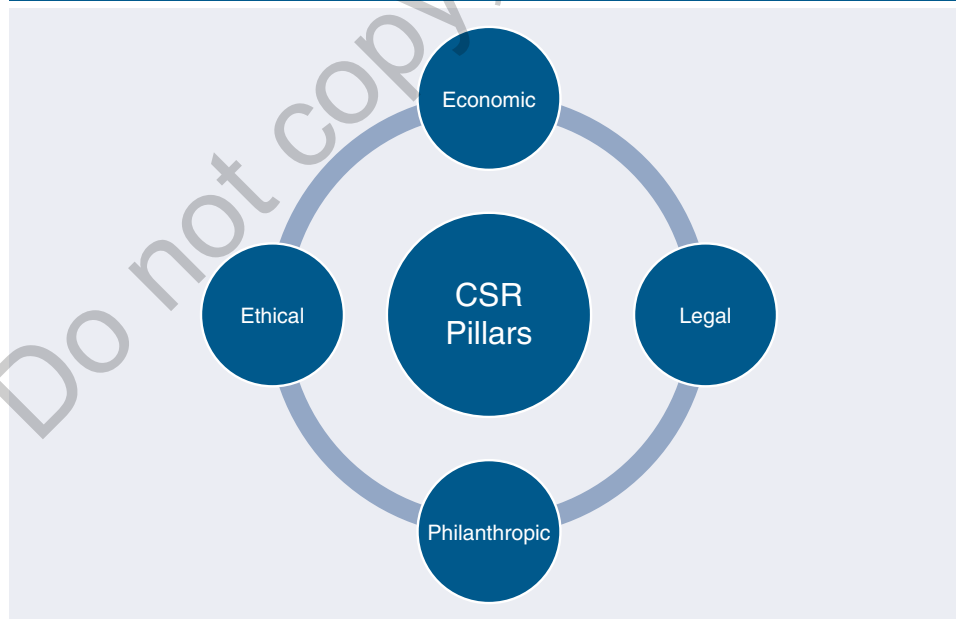 Do not copy
Economic
Ethical
CSR
Pillars
Legal
Philanthropic